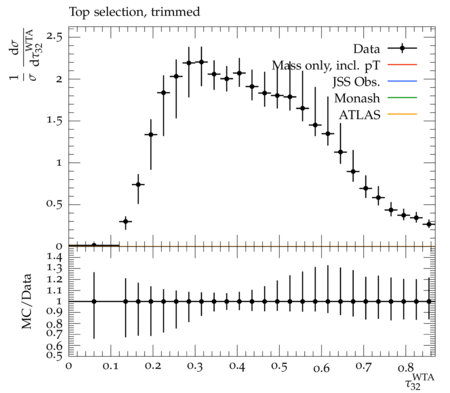 Top selection, trimmed
1/σ dσ/dτ₃₂^WTA
Data
Mass only, incl. pT
JSS Obs.
Monash
ATLAS
2.5
2
1.5
1
0.5
0
MC/Data
1.4
1.3
1.2
1.1
1
0.9
0.8
0.7
0.6
0.5
0 0.1 0.2 0.3 0.4 0.5 0.6 0.7 0.8
τ₃₂^WTA